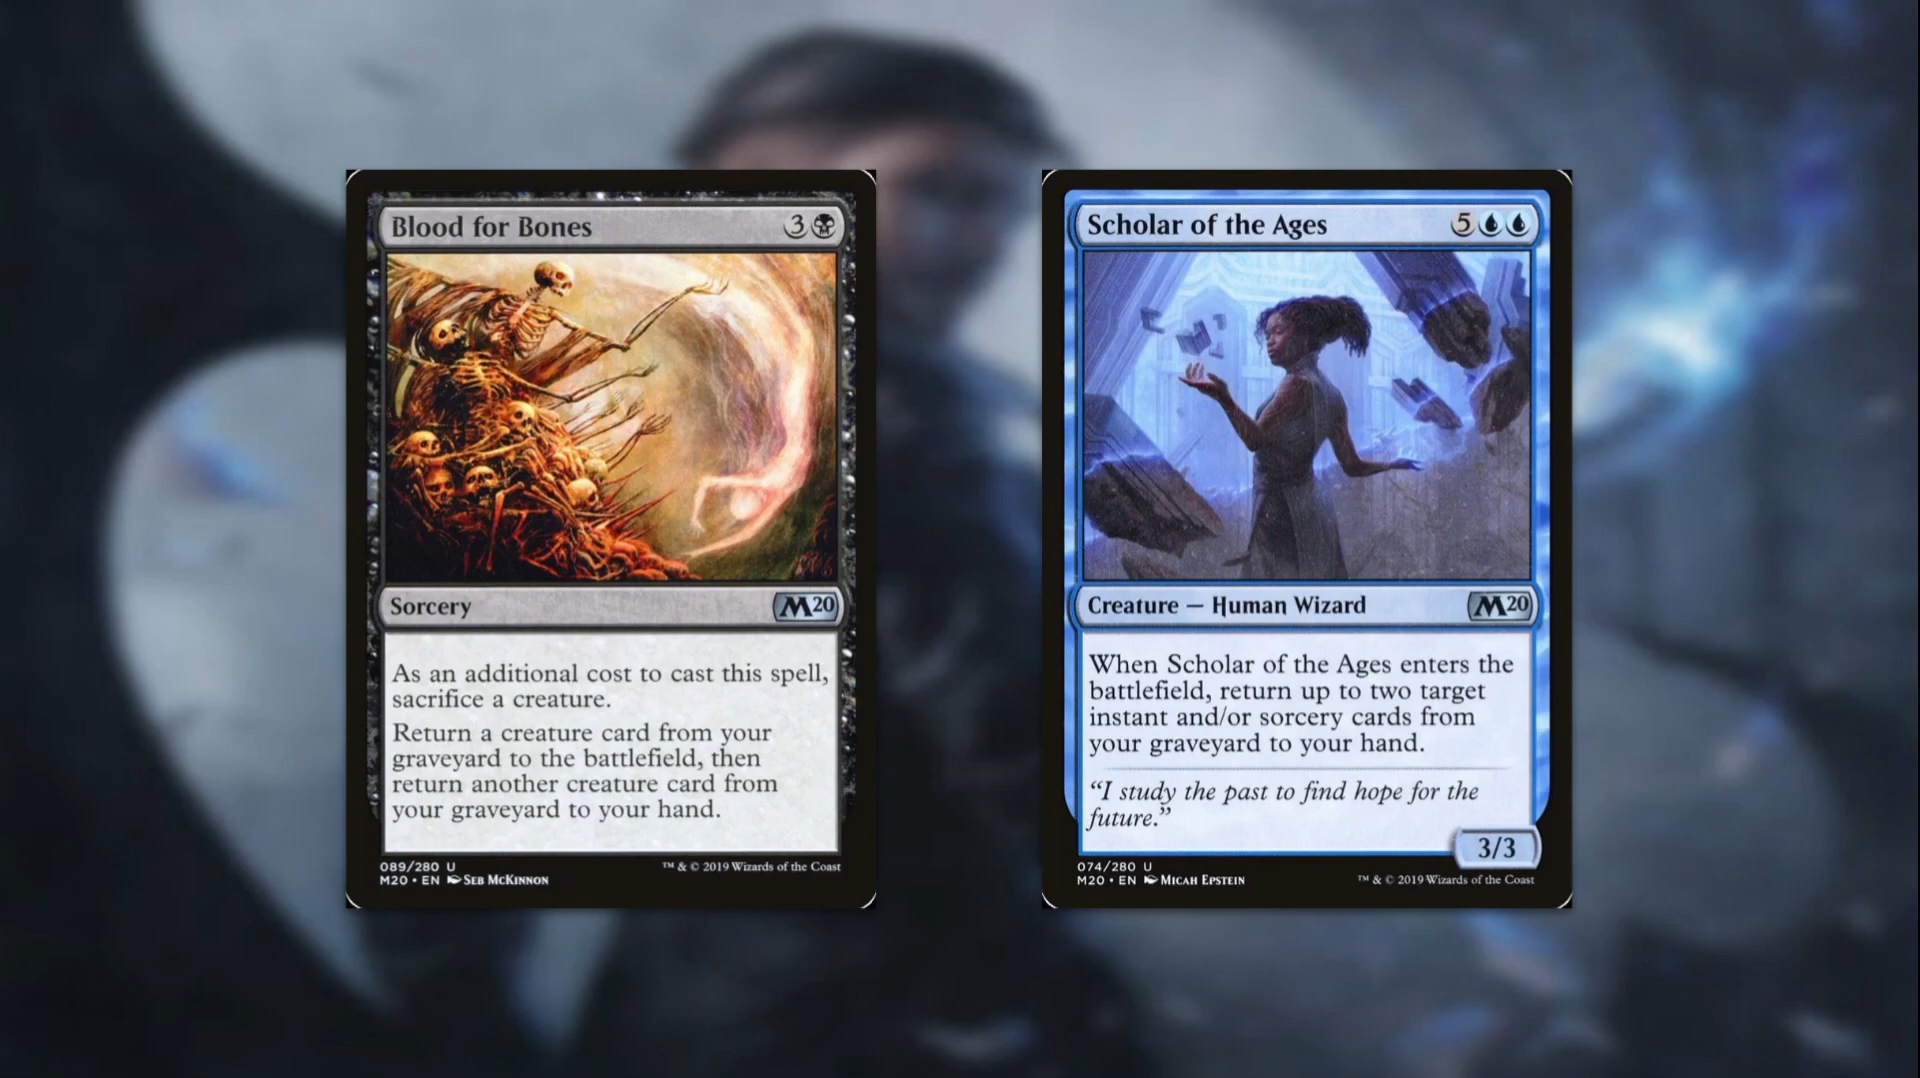 Blood for Bones 3
Sorcery M20
As an additional cost to cast this spell,
sacrifice a creature.
Return a creature card from your
graveyard to the battlefield, then
return another creature card from
your graveyard to your hand.
089/280 U
M20 • EN Seb McKinnon
™ & © 2019 Wizards of the Coast
Scholar of the Ages 5
Creature — Human Wizard M20
When Scholar of the Ages enters the
battlefield, return up to two target
instant and/or sorcery cards from
your graveyard to your hand.
“I study the past to find hope for the
future.”
3/3
074/280 U
M20 • EN Micah Epstein
™ & © 2019 Wizards of the Coast